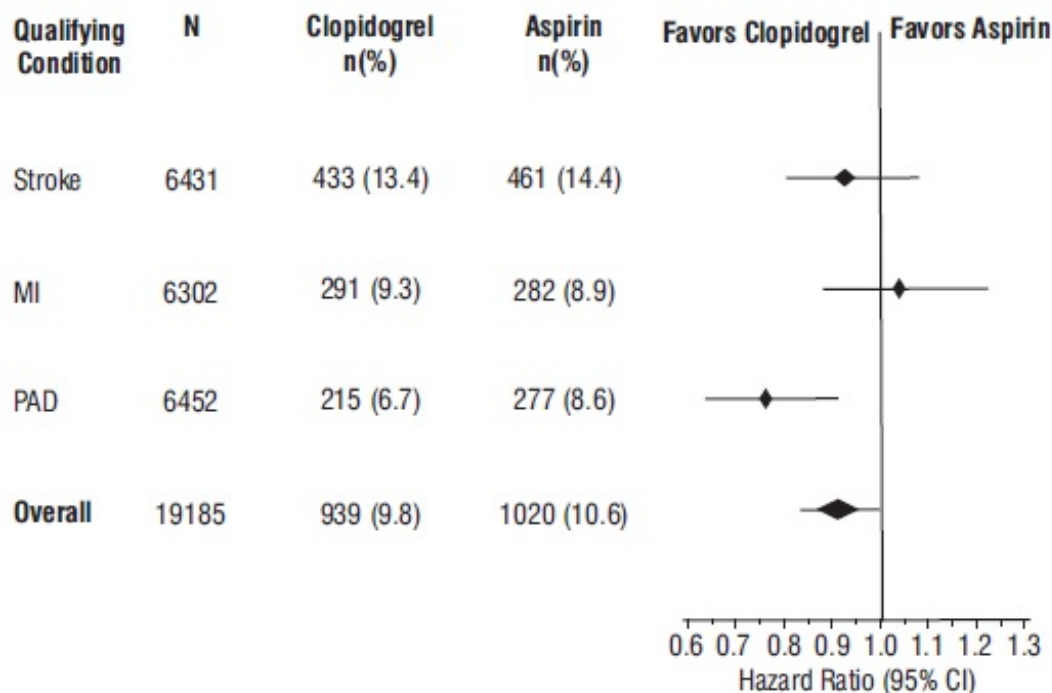 Qualifying Condition N Clopidogrel n(%) Aspirin n(%) Favors Clopidogrel Favors Aspirin
Stroke 6431 433 (13.4) 461 (14.4)
MI 6302 291 (9.3) 282 (8.9)
PAD 6452 215 (6.7) 277 (8.6)
Overall 19185 939 (9.8) 1020 (10.6)
0.6 0.7 0.8 0.9 1.0 1.1 1.2 1.3
Hazard Ratio (95% CI)